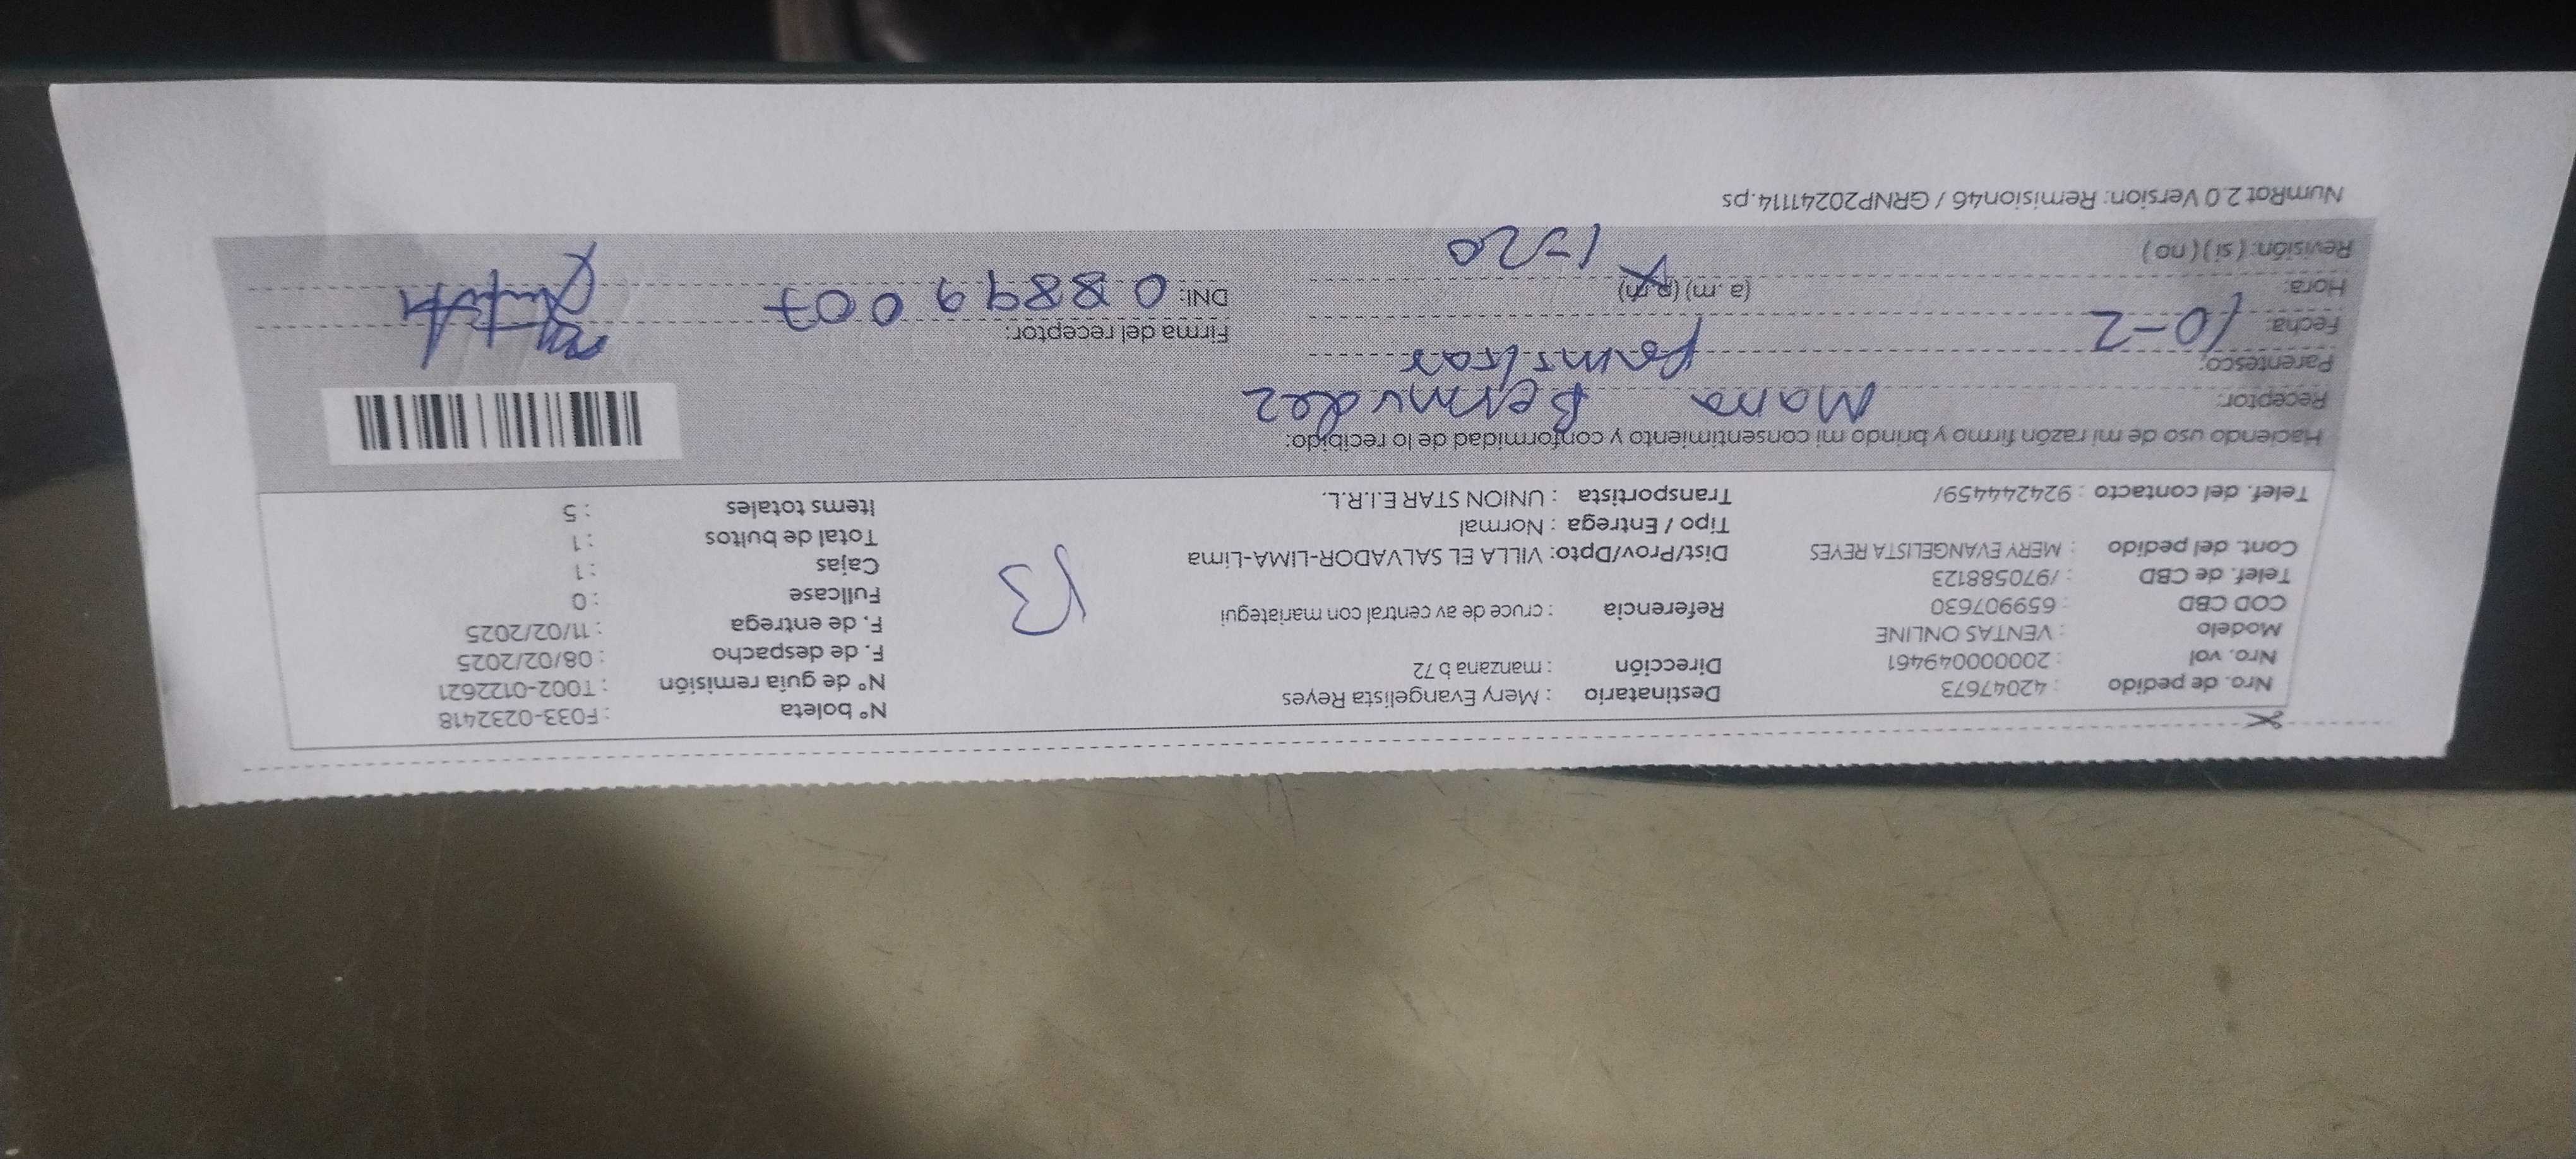 Nro. de pedido : 42047673
Nro. vol : 20000049461
Modelo : VENTAS ONLINE
COD CBD : 659907630
Telef. de CBD : /970588123
Cont. del pedido : MERY EVANGELISTA REYES
Telef. del contacto : 924244459/
Destinatario : Mery Evangelista Reyes
Dirección : manzana b 72
Referencia : cruce de av central con mariategui
Dist/Prov/Dpto: VILLA EL SALVADOR-LIMA-Lima
Tipo / Entrega : Normal
Transportista : UNION STAR E.I.R.L.
13
N° boleta : F033-0232418
N° de guía remisión : T002-0122621
F. de despacho : 08/02/2025
F. de entrega : 11/02/2025
Fullcase : 0
Cajas : 1
Total de bultos : 1
Items totales : 5
Haciendo uso de mi razón firmo y brindo mi consentimiento y conformidad de lo recibido:
Receptor: Maria Bermudez
Parentesco: familiar
Fecha: 10-2
Hora: (a.m) (p.m) 1=20
Revisión: ( si ) ( no )
Firma del receptor:
DNI: 08899007
NumRot 2.0 Version: Remision46 / GRNP20241114.ps